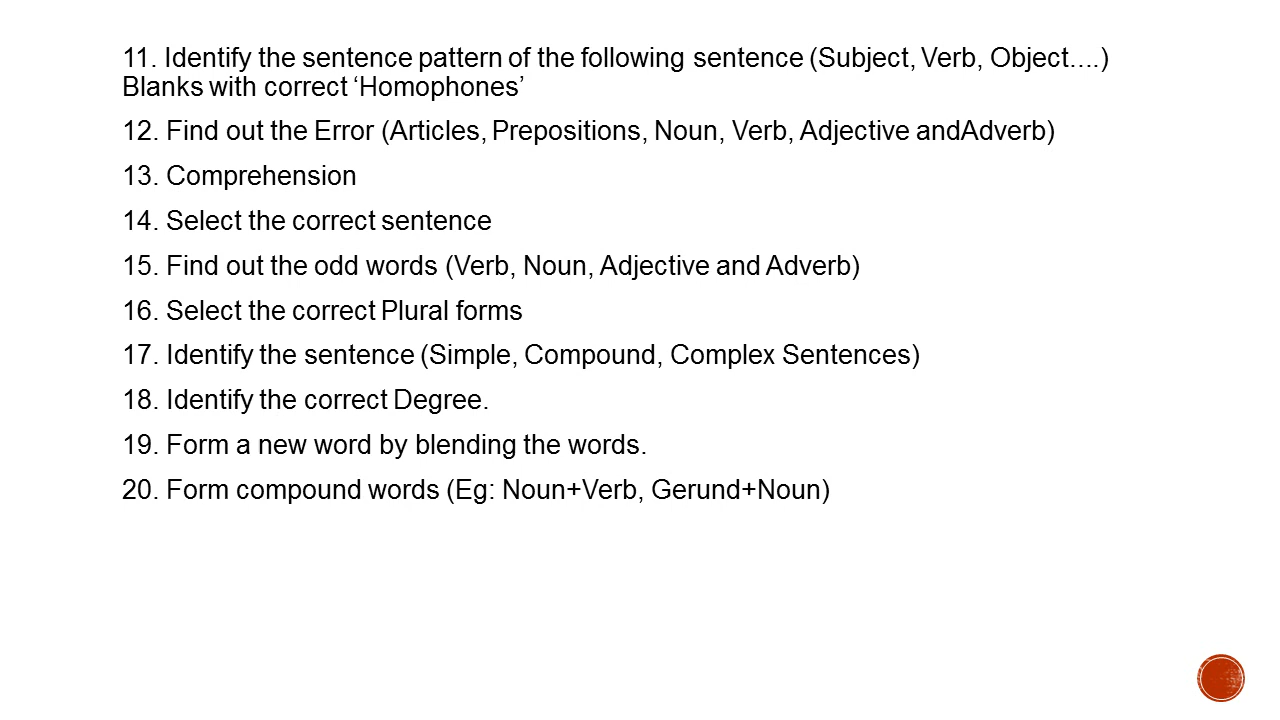 11. Identify the sentence pattern of the following sentence (Subject, Verb, Object....)
Blanks with correct ‘Homophones’
12. Find out the Error (Articles, Prepositions, Noun, Verb, Adjective andAdverb)
13. Comprehension
14. Select the correct sentence
15. Find out the odd words (Verb, Noun, Adjective and Adverb)
16. Select the correct Plural forms
17. Identify the sentence (Simple, Compound, Complex Sentences)
18. Identify the correct Degree.
19. Form a new word by blending the words.
20. Form compound words (Eg: Noun+Verb, Gerund+Noun)